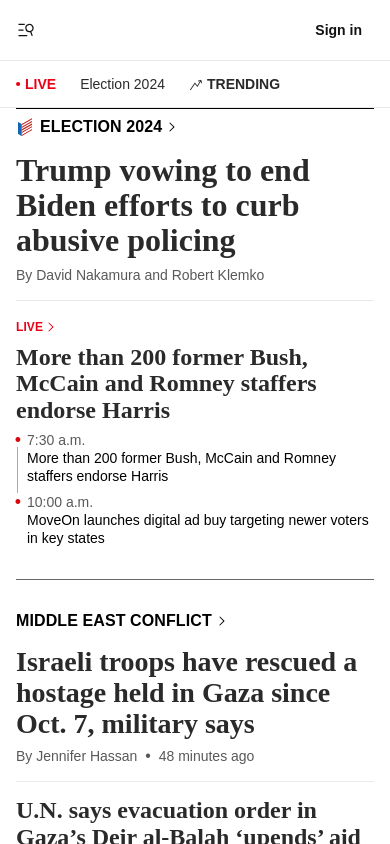 Sign in
LIVE Election 2024 TRENDING
ELECTION 2024
Trump vowing to end
Biden efforts to curb
abusive policing
By David Nakamura and Robert Klemko
LIVE
More than 200 former Bush,
McCain and Romney staffers
endorse Harris
7:30 a.m.
More than 200 former Bush, McCain and Romney
staffers endorse Harris
10:00 a.m.
MoveOn launches digital ad buy targeting newer voters
in key states
MIDDLE EAST CONFLICT
Israeli troops have rescued a
hostage held in Gaza since
Oct. 7, military says
By Jennifer Hassan • 48 minutes ago
U.N. says evacuation order in
Gaza’s Deir al-Balah ‘upends’ aid